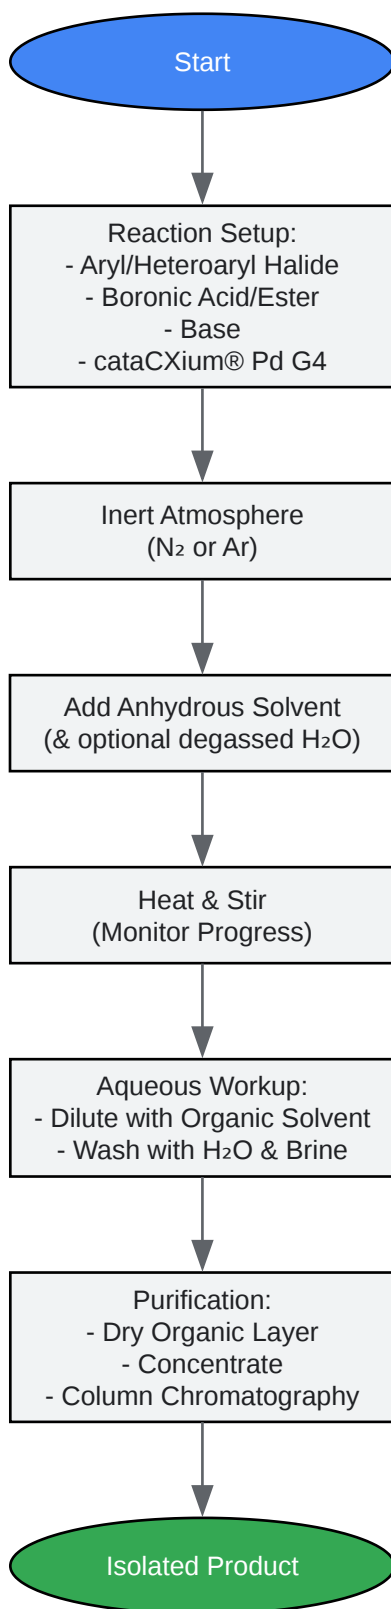 Start
Reaction Setup:
- Aryl/Heteroaryl Halide
- Boronic Acid/Ester
- Base
- cataCXium® Pd G4
Inert Atmosphere
(N₂ or Ar)
Add Anhydrous Solvent
(& optional degassed H₂O)
Heat & Stir
(Monitor Progress)
Aqueous Workup:
- Dilute with Organic Solvent
- Wash with H₂O & Brine
Purification:
- Dry Organic Layer
- Concentrate
- Column Chromatography
Isolated Product